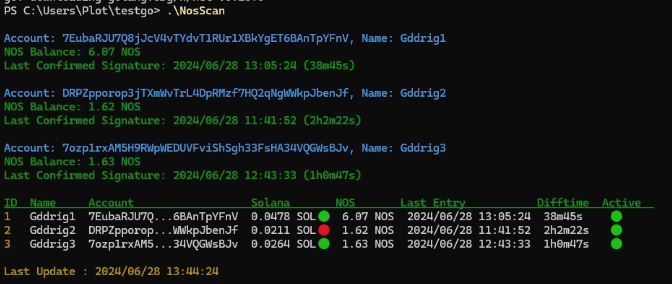 PS C:\Users\Plot\testgo> .\NosScan
Account: 7EubaRJU7Q8jJcV4vTYdvT1RUr1XBkYgET6BAnTpYFnV, Name: Gddrig1
NOS Balance: 6.07 NOS
Last Confirmed Signature: 2024/06/28 13:05:24 (38m45s)
Account: DRPZpporop3jTXmWvTrL4DpRMzf7HQ2qNgWWkpJbenJf, Name: Gddrig2
NOS Balance: 1.62 NOS
Last Confirmed Signature: 2024/06/28 11:41:52 (2h2m22s)
Account: 7ozp1rxAM5H9RWpWEDUVFviShSgh33FsHA34VQGWsBJv, Name: Gddrig3
NOS Balance: 1.63 NOS
Last Confirmed Signature: 2024/06/28 12:43:33 (1h0m47s)
ID Name Account Solana NOS Last Entry Difftime Active
1 Gddrig1 7EubaRJU7Q...6BAnTpYFnV 0.0478 SOL 6.07 NOS 2024/06/28 13:05:24 38m45s
2 Gddrig2 DRPZpporop...WWkpJbenJf 0.0211 SOL 1.62 NOS 2024/06/28 11:41:52 2h2m22s
3 Gddrig3 7ozp1rxAM5...34VQGWsBJv 0.0264 SOL 1.63 NOS 2024/06/28 12:43:33 1h0m47s
Last Update : 2024/06/28 13:44:24